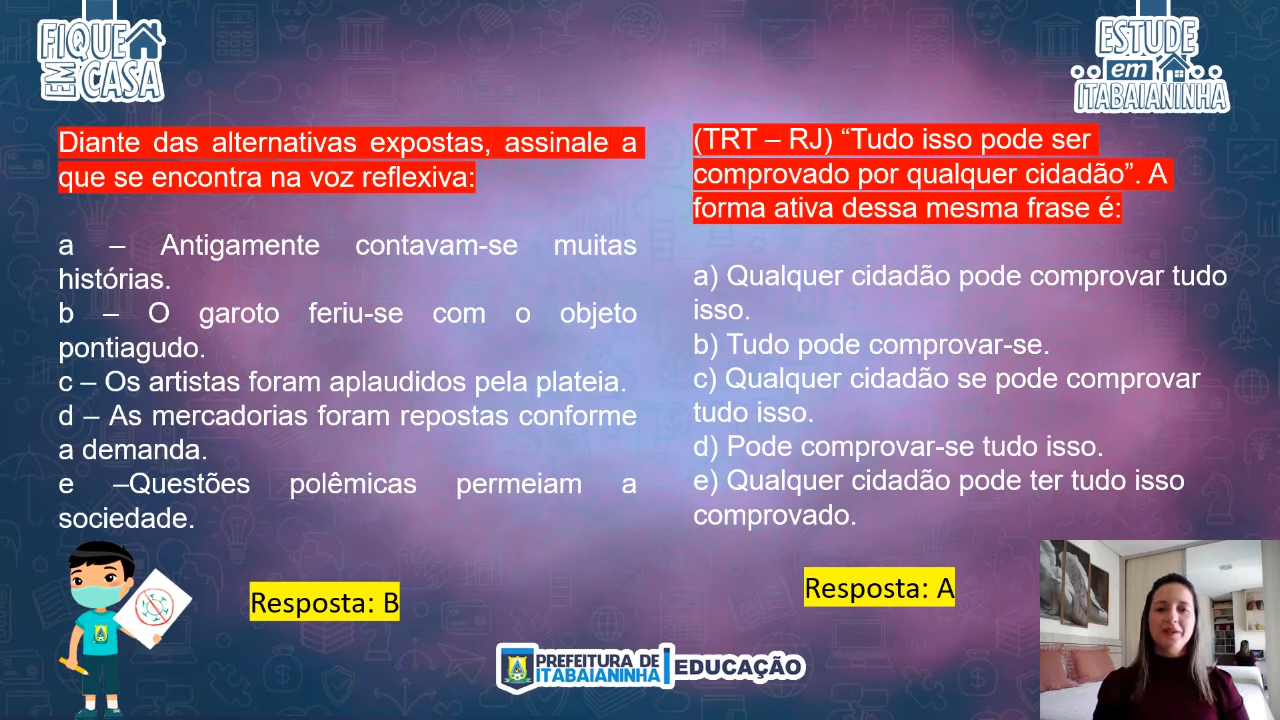 FIQUE
EM
CASA
ESTUDE
em
ITABAIANINHA
Diante das alternativas expostas, assinale a
que se encontra na voz reflexiva:
a – Antigamente contavam-se muitas
histórias.
b – O garoto feriu-se com o objeto
pontiagudo.
c – Os artistas foram aplaudidos pela plateia.
d – As mercadorias foram repostas conforme
a demanda.
e –Questões polêmicas permeiam a
sociedade.
Resposta: B
(TRT – RJ) “Tudo isso pode ser
comprovado por qualquer cidadão”. A
forma ativa dessa mesma frase é:
a) Qualquer cidadão pode comprovar tudo
isso.
b) Tudo pode comprovar-se.
c) Qualquer cidadão se pode comprovar
tudo isso.
d) Pode comprovar-se tudo isso.
e) Qualquer cidadão pode ter tudo isso
comprovado.
Resposta: A
PREFEITURA DE
ITABAIANINHA
EDUCAÇÃO